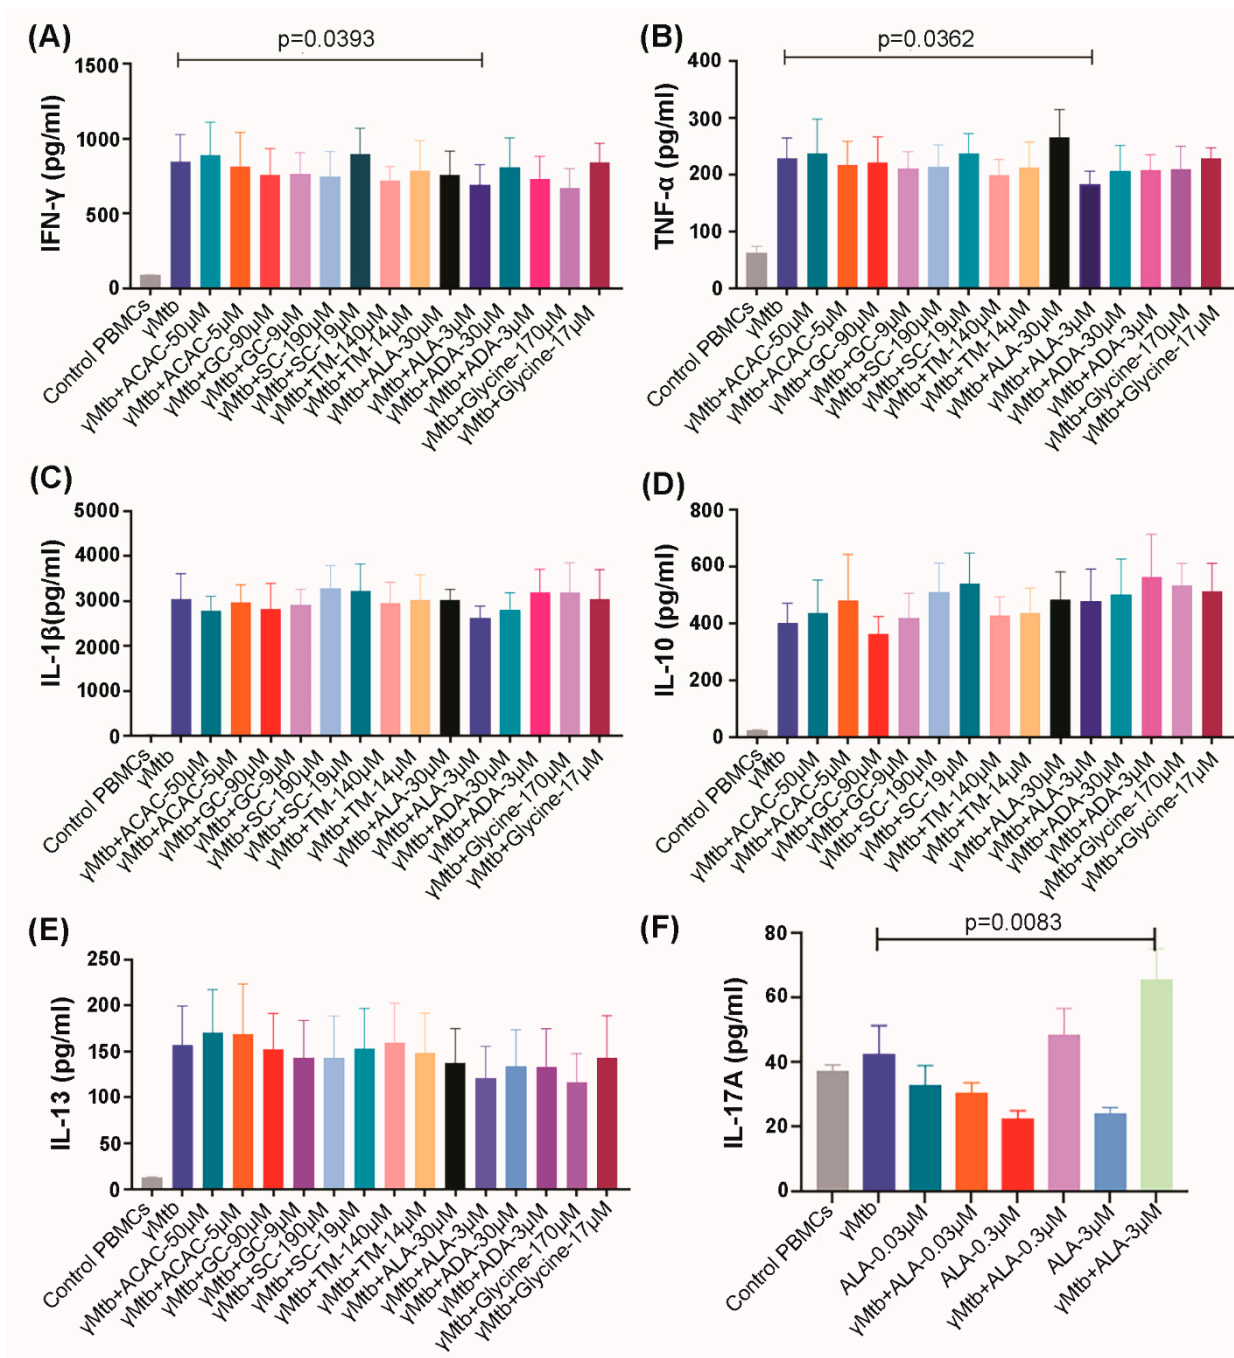 (A)
p=0.0393
IFN-γ (pg/ml)
1500
1000
500
0
Control PBMCs
γMtb
γMtb+ACAC-50µM
γMtb+ACAC-5µM
γMtb+GC-90µM
γMtb+GC-9µM
γMtb+SC-190µM
γMtb+SC-19µM
γMtb+TM-140µM
γMtb+TM-14µM
γMtb+ALA-30µM
γMtb+ALA-3µM
γMtb+ADA-30µM
γMtb+ADA-3µM
γMtb+Glycine-170µM
γMtb+Glycine-17µM
(B)
p=0.0362
TNF-α (pg/ml)
400
300
200
100
0
Control PBMCs
γMtb
γMtb+ACAC-50µM
γMtb+ACAC-5µM
γMtb+GC-90µM
γMtb+GC-9µM
γMtb+SC-190µM
γMtb+SC-19µM
γMtb+TM-140µM
γMtb+TM-14µM
γMtb+ALA-30µM
γMtb+ALA-3µM
γMtb+ADA-30µM
γMtb+ADA-3µM
γMtb+Glycine-170µM
γMtb+Glycine-17µM
(C)
IL-1β(pg/ml)
5000
4000
3000
2000
1000
0
Control PBMCs
γMtb
γMtb+ACAC-50µM
γMtb+ACAC-5µM
γMtb+GC-90µM
γMtb+GC-9µM
γMtb+SC-190µM
γMtb+SC-19µM
γMtb+TM-140µM
γMtb+TM-14µM
γMtb+ALA-30µM
γMtb+ALA-3µM
γMtb+ADA-30µM
γMtb+ADA-3µM
γMtb+Glycine-170µM
γMtb+Glycine-17µM
(D)
IL-10 (pg/ml)
800
600
400
200
0
Control PBMCs
γMtb
γMtb+ACAC-50µM
γMtb+ACAC-5µM
γMtb+GC-90µM
γMtb+GC-9µM
γMtb+SC-190µM
γMtb+SC-19µM
γMtb+TM-140µM
γMtb+TM-14µM
γMtb+ALA-30µM
γMtb+ALA-3µM
γMtb+ADA-30µM
γMtb+ADA-3µM
γMtb+Glycine-170µM
γMtb+Glycine-17µM
(E)
IL-13 (pg/ml)
250
200
150
100
50
0
Control PBMCs
γMtb
γMtb+ACAC-50µM
γMtb+ACAC-5µM
γMtb+GC-90µM
γMtb+GC-9µM
γMtb+SC-190µM
γMtb+SC-19µM
γMtb+TM-140µM
γMtb+TM-14µM
γMtb+ALA-30µM
γMtb+ALA-3µM
γMtb+ADA-30µM
γMtb+ADA-3µM
γMtb+Glycine-170µM
γMtb+Glycine-17µM
(F)
p=0.0083
IL-17A (pg/ml)
80
60
40
20
0
Control PBMCs
γMtb
ALA-0.03µM
γMtb+ALA-0.03µM
ALA-0.3µM
γMtb+ALA-0.3µM
ALA-3µM
γMtb+ALA-3µM